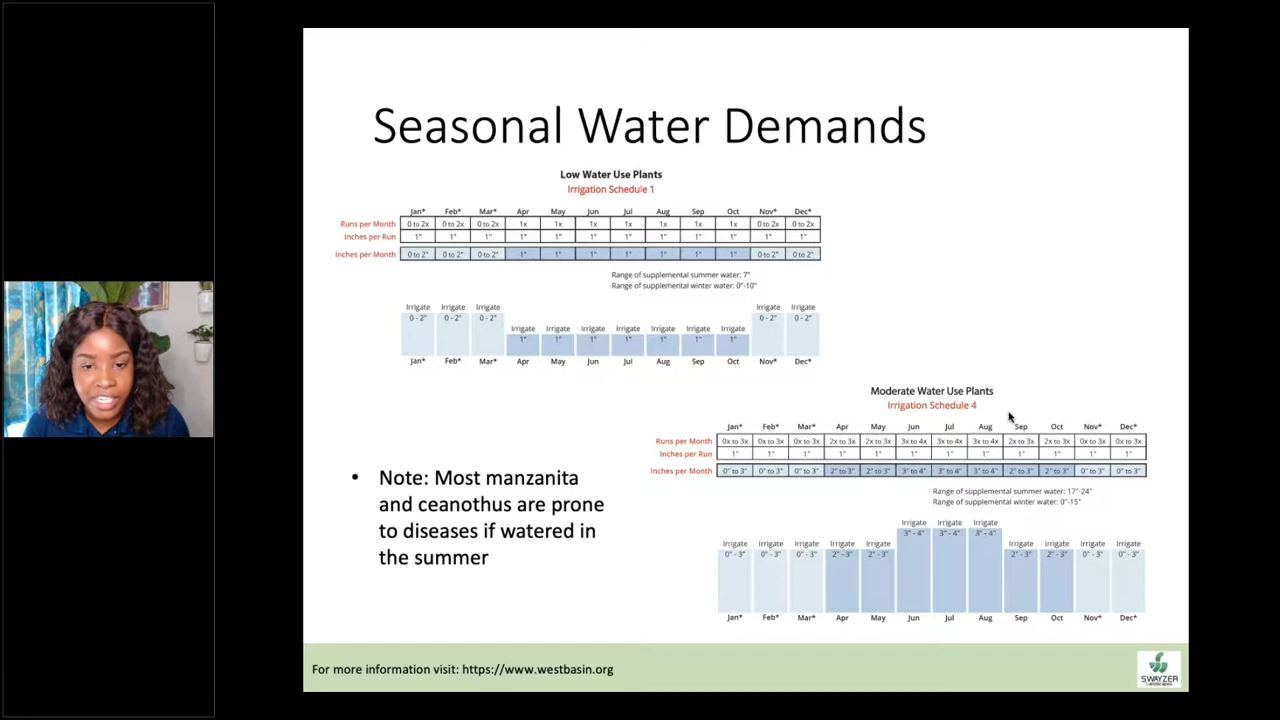 Seasonal Water Demands
Low Water Use Plants
Irrigation Schedule 1
Jan* Feb* Mar* Apr May Jun Jul Aug Sep Oct Nov* Dec*
Runs per Month 0 to 2x 0 to 2x 0 to 2x 1x 1x 1x 1x 1x 1x 1x 0 to 2x 0 to 2x
Inches per Run 1" 1" 1" 1" 1" 1" 1" 1" 1" 1" 1" 1"
Inches per Month 0 to 2" 0 to 2" 0 to 2" 1" 1" 1" 1" 1" 1" 1" 0 to 2" 0 to 2"
Range of supplemental summer water: 7"
Range of supplemental winter water: 0"-10"
Irrigate Irrigate Irrigate Irrigate Irrigate
0 - 2" 0 - 2" 0 - 2" 0 - 2" 0 - 2"
Irrigate Irrigate Irrigate Irrigate Irrigate Irrigate Irrigate
1" 1" 1" 1" 1" 1" 1"
Jan* Feb* Mar* Apr May Jun Jul Aug Sep Oct Nov* Dec*
Moderate Water Use Plants
Irrigation Schedule 4
Jan* Feb* Mar* Apr May Jun Jul Aug Sep Oct Nov* Dec*
Runs per Month 0x to 3x 0x to 3x 0x to 3x 2x to 3x 2x to 3x 3x to 4x 3x to 4x 3x to 4x 2x to 3x 2x to 3x 0x to 3x 0x to 3x
Inches per Run 1" 1" 1" 1" 1" 1" 1" 1" 1" 1" 1" 1"
Inches per Month 0" to 3" 0" to 3" 0" to 3" 2" to 3" 2" to 3" 3" to 4" 3" to 4" 3" to 4" 2" to 3" 2" to 3" 0" to 3" 0" to 3"
Range of supplemental summer water: 17"-24"
Range of supplemental winter water: 0"-15"
Irrigate Irrigate Irrigate
3" - 4" 3" - 4" 3" - 4"
Irrigate Irrigate Irrigate Irrigate Irrigate Irrigate Irrigate Irrigate Irrigate
0" - 3" 0" - 3" 0" - 3" 2" - 3" 2" - 3" 2" - 3" 2" - 3" 0" - 3" 0" - 3"
Jan* Feb* Mar* Apr May Jun Jul Aug Sep Oct Nov* Dec*
• Note: Most manzanita
and ceanothus are prone
to diseases if watered in
the summer
For more information visit: https://www.westbasin.org
SWAYZER
Landscapes